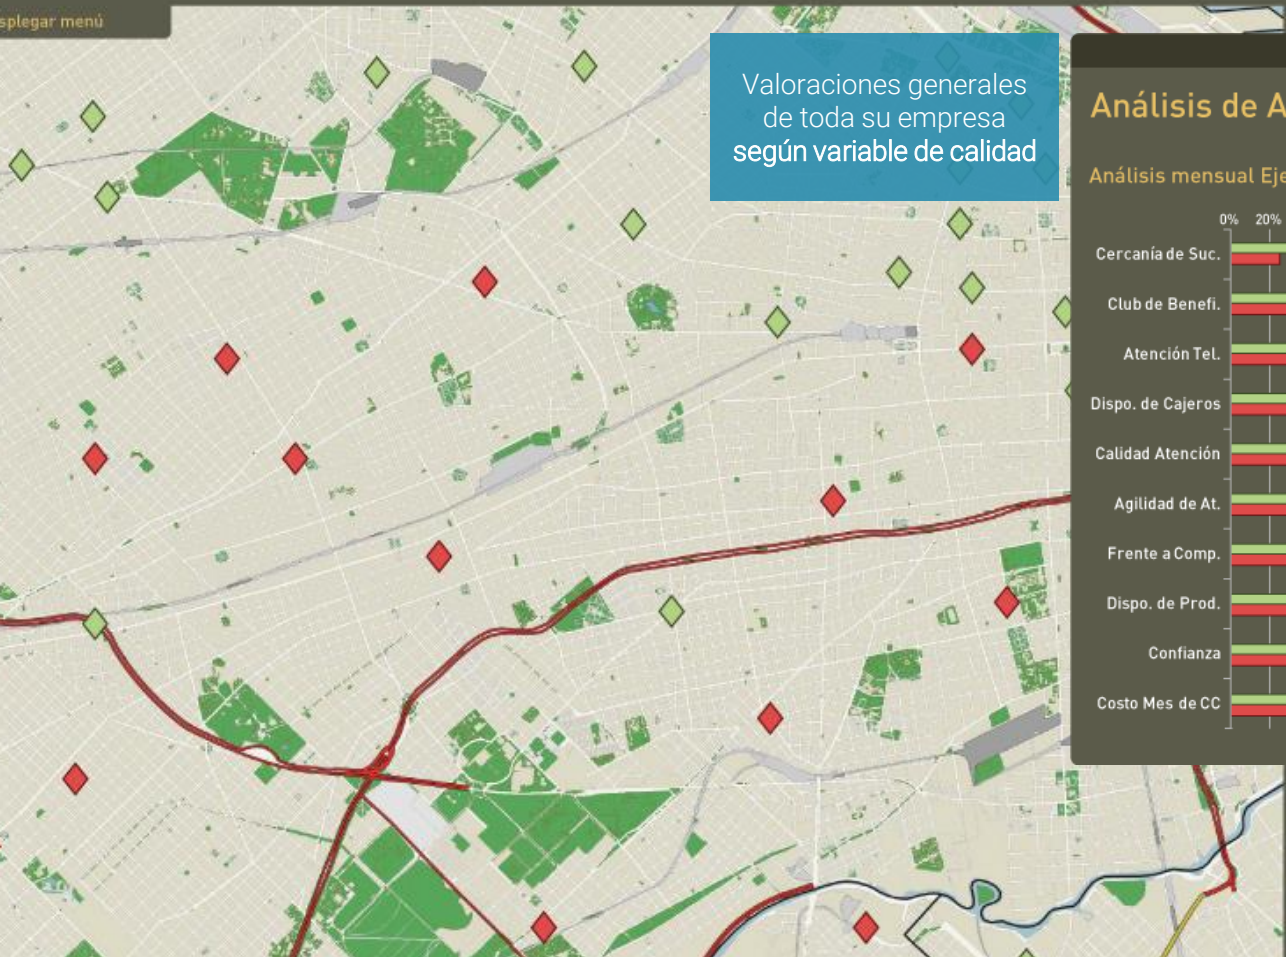 splegar menú
Valoraciones generales
de toda su empresa
según variable de calidad
Análisis de A
Análisis mensual Eje
0% 20%
Cercanía de Suc.
Club de Benefi.
Atención Tel.
Dispo. de Cajeros
Calidad Atención
Agilidad de At.
Frente a Comp.
Dispo. de Prod.
Confianza
Costo Mes de CC